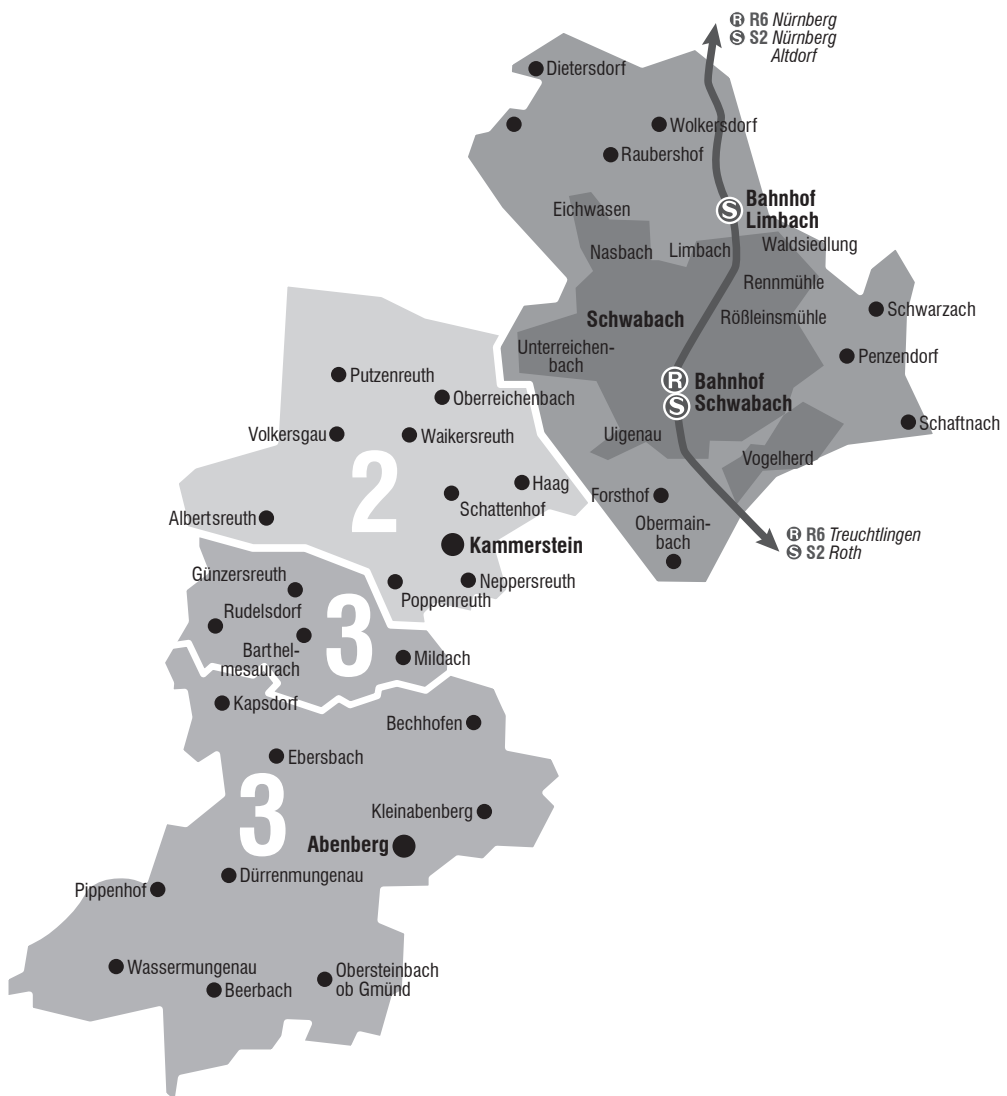 R R6 Nürnberg
S S2 Nürnberg
Altdorf
Dietersdorf
Wolkersdorf
Raubershof
Bahnhof
Limbach
S
Eichwasen
Nasbach
Limbach
Waldsiedlung
Rennmühle
Schwabach
Rößleinsmühle
Schwarzach
Unterreichen-
bach
Penzendorf
R
S
Bahnhof
Schwabach
Schaftnach
Uigenau
Vogelherd
Forsthof
Obermain-
bach
R R6 Treuchtlingen
S S2 Roth
Putzenreuth
Oberreichenbach
Volkersgau
Waikersreuth
2
Haag
Schattenhof
Albertsreuth
Kammerstein
Neppersreuth
Poppenreuth
Günzersreuth
Rudelsdorf
3
Barthel-
mesaurach
Mildach
Kapsdorf
Bechhofen
Ebersbach
3
Kleinabenberg
Abenberg
Dürrenmungenau
Pippenhof
Wassermungenau
Beerbach
Obersteinbach
ob Gmünd